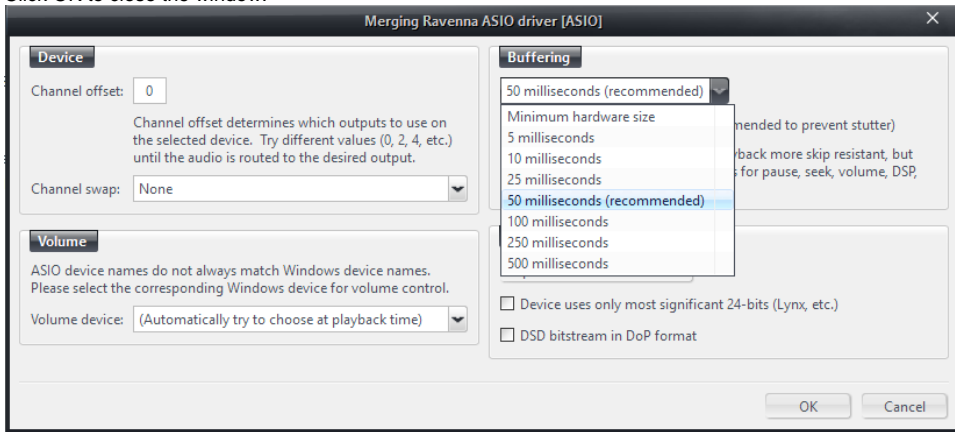 Merging Ravenna ASIO driver [ASIO]
Device
Channel offset: 0
Channel offset determines which outputs to use on
the selected device. Try different values (0, 2, 4, etc.)
until the audio is routed to the desired output.
Channel swap: None
Volume
ASIO device names do not always match Windows device names.
Please select the corresponding Windows device for volume control.
Volume device: (Automatically try to choose at playback time)
Buffering
50 milliseconds (recommended)
Minimum hardware size
5 milliseconds
10 milliseconds
25 milliseconds
50 milliseconds (recommended)
100 milliseconds
250 milliseconds
500 milliseconds
to prevent stutter)
more skip resistant, but
for pause, seek, volume, DSP,
Device uses only most significant 24-bits (Lynx, etc.)
DSD bitstream in DoP format
OK Cancel